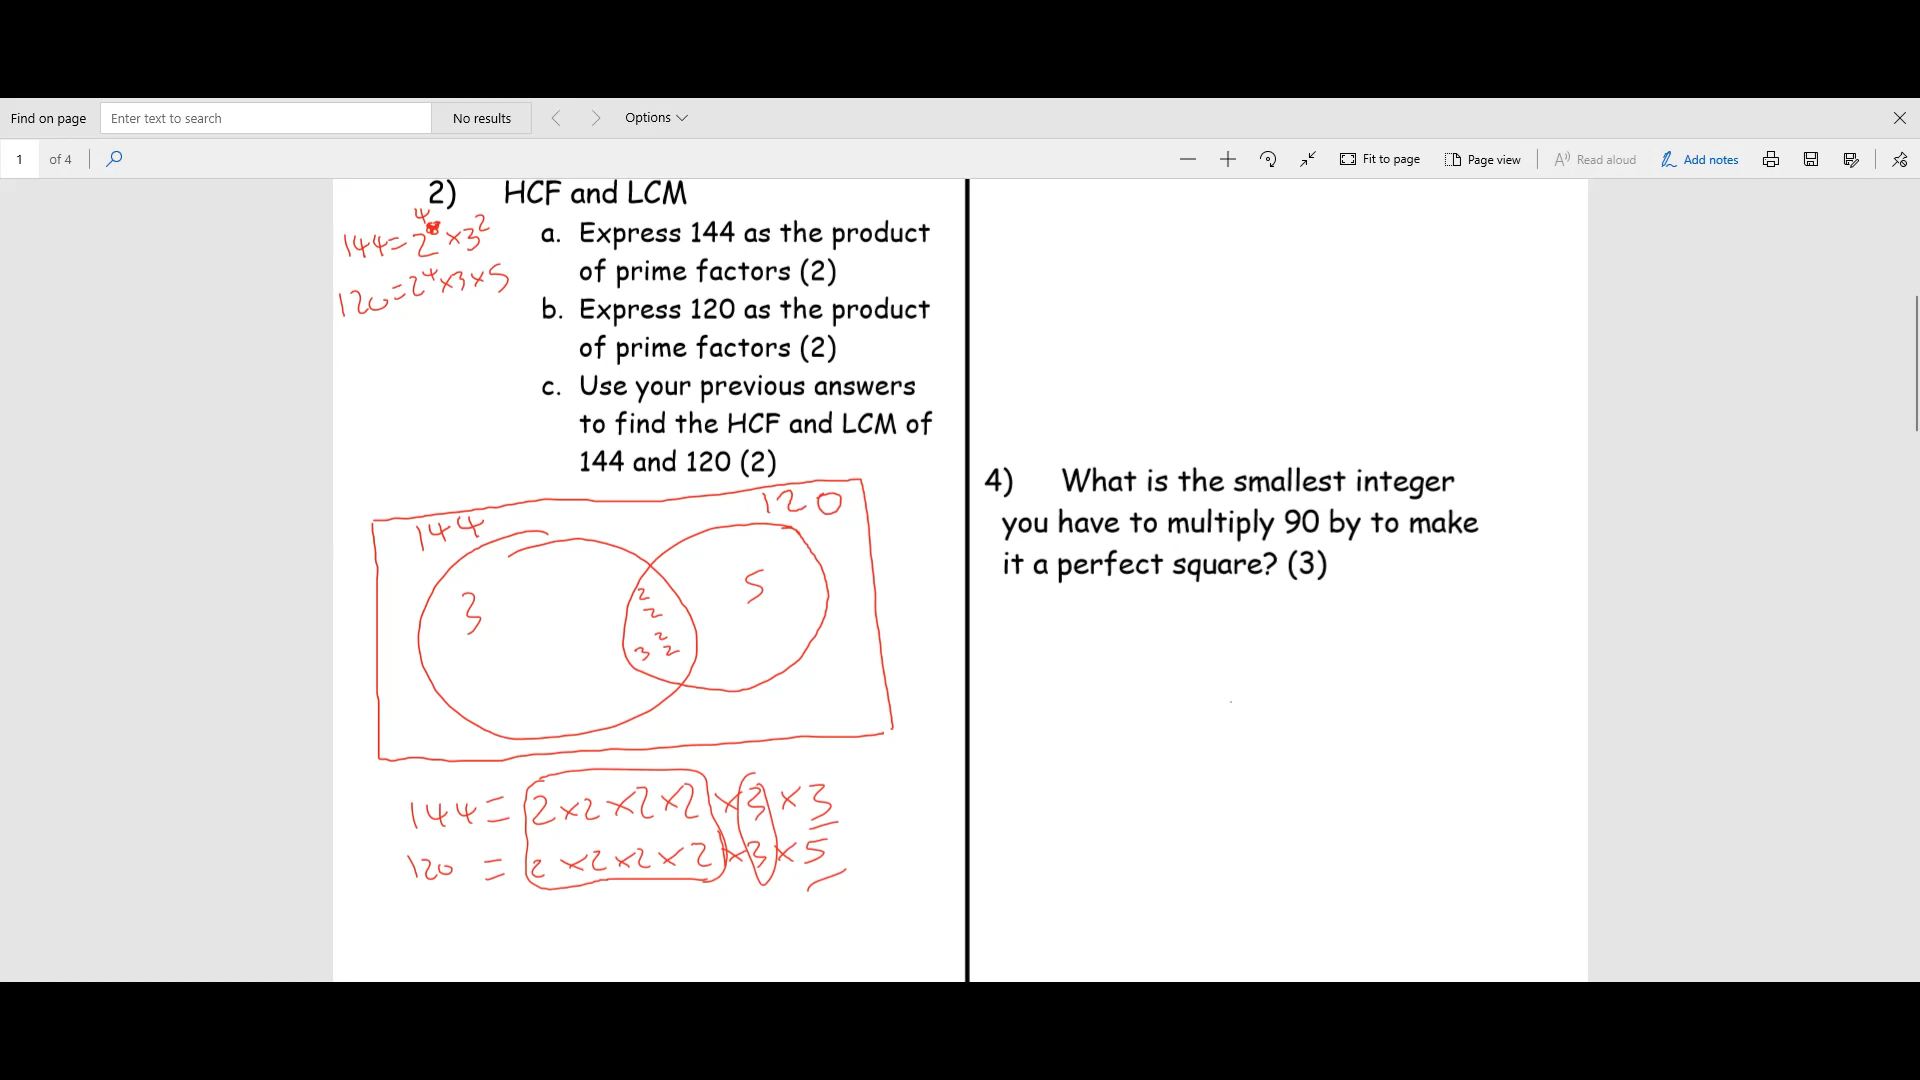 Find on page Enter text to search No results Options
1 of 4 Fit to page Page view Read aloud Add notes
2) HCF and LCM
a. Express 144 as the product
of prime factors (2)
b. Express 120 as the product
of prime factors (2)
c. Use your previous answers
to find the HCF and LCM of
144 and 120 (2)
144=2⁴×3²
120=2⁴×3×5
144
120
3
2
2
2
3 2
5
144 = 2×2×2×2×3×3
120 = 2×2×2×2×3×5
4) What is the smallest integer
you have to multiply 90 by to make
it a perfect square? (3)